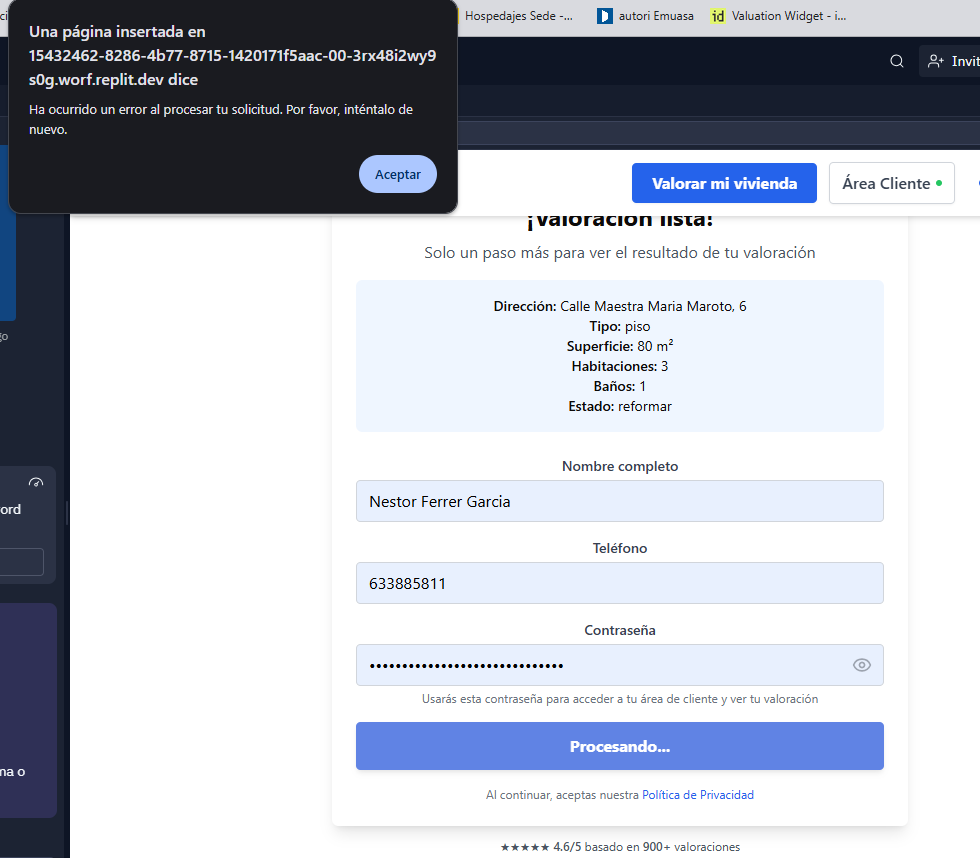 Hospedajes Sede -...
autori Emuasa
id Valuation Widget - i...
Una página insertada en
15432462-8286-4b77-8715-1420171f5aac-00-3rx48i2wy9
s0g.worf.replit.dev dice
Ha ocurrido un error al procesar tu solicitud. Por favor, inténtalo de
nuevo.
Aceptar
Invit
Valorar mi vivienda
Área Cliente
¡Valoración lista!
Solo un paso más para ver el resultado de tu valoración
Dirección: Calle Maestra Maria Maroto, 6
Tipo: piso
Superficie: 80 m²
Habitaciones: 3
Baños: 1
Estado: reformar
Nombre completo
Nestor Ferrer Garcia
Teléfono
633885811
Contraseña
••••••••••••••••••••••••••••••
Usarás esta contraseña para acceder a tu área de cliente y ver tu valoración
Procesando...
Al continuar, aceptas nuestra Política de Privacidad
★★★★★ 4.6/5 basado en 900+ valoraciones
go
ord
ma o